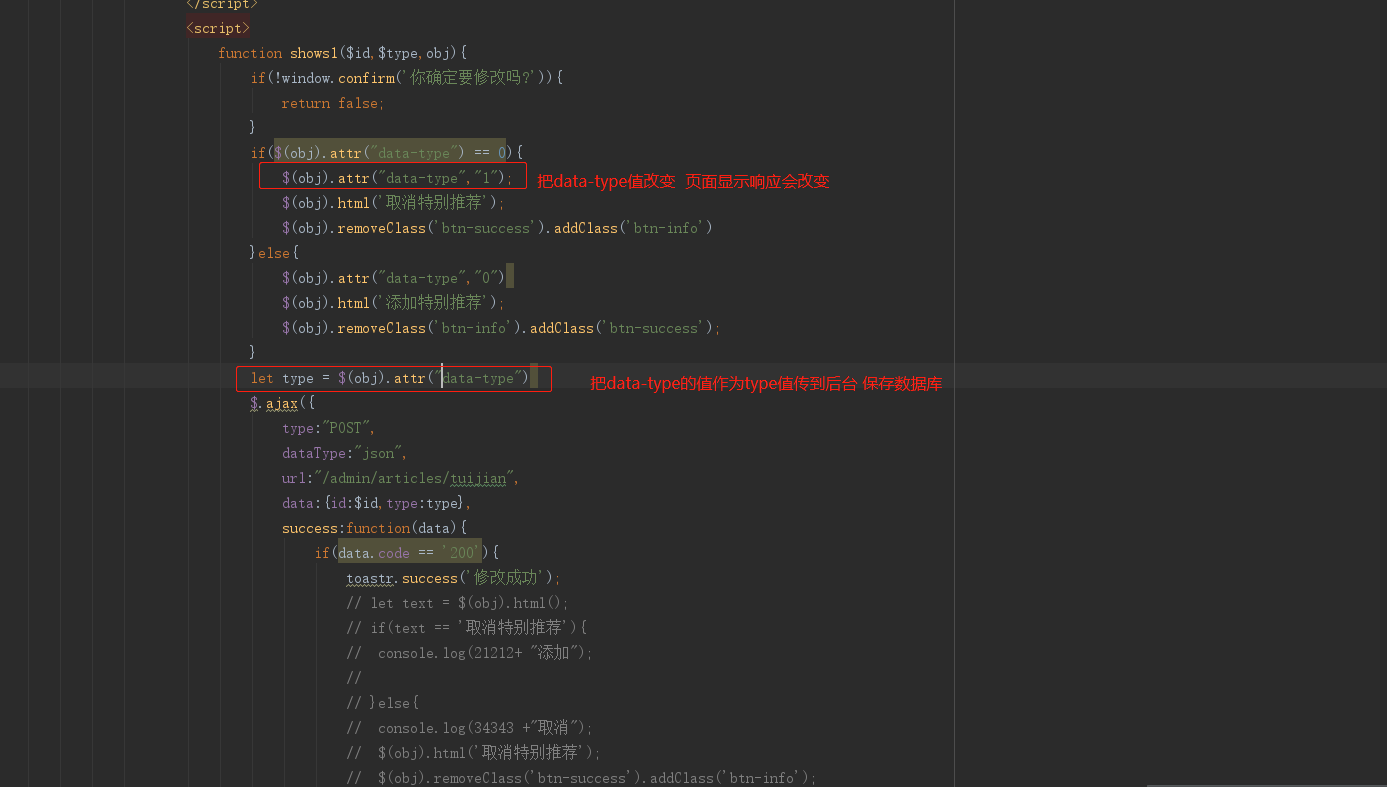 </script>
<script>
function shows1($id,$type,obj){
if(!window.confirm('你确定要修改吗?')){
return false;
}
if($(obj).attr("data-type") == 0){
$(obj).attr("data-type","1"); 把data-type值改变 页面显示响应会改变
$(obj).html('取消特别推荐');
$(obj).removeClass('btn-success').addClass('btn-info')
}else{
$(obj).attr("data-type","0")
$(obj).html('添加特别推荐');
$(obj).removeClass('btn-info').addClass('btn-success');
}
let type = $(obj).attr("data-type") 把data-type的值作为type值传到后台 保存数据库
$.ajax({
type:"POST",
dataType:"json",
url:"/admin/articles/tuijian",
data:{id:$id,type:type},
success:function(data){
if(data.code == '200'){
toastr.success('修改成功');
// let text = $(obj).html();
// if(text == '取消特别推荐'){
// console.log(21212+ "添加");
//
// }else{
// console.log(34343 +"取消");
// $(obj).html('取消特别推荐');
// $(obj).removeClass('btn-success').addClass('btn-info');